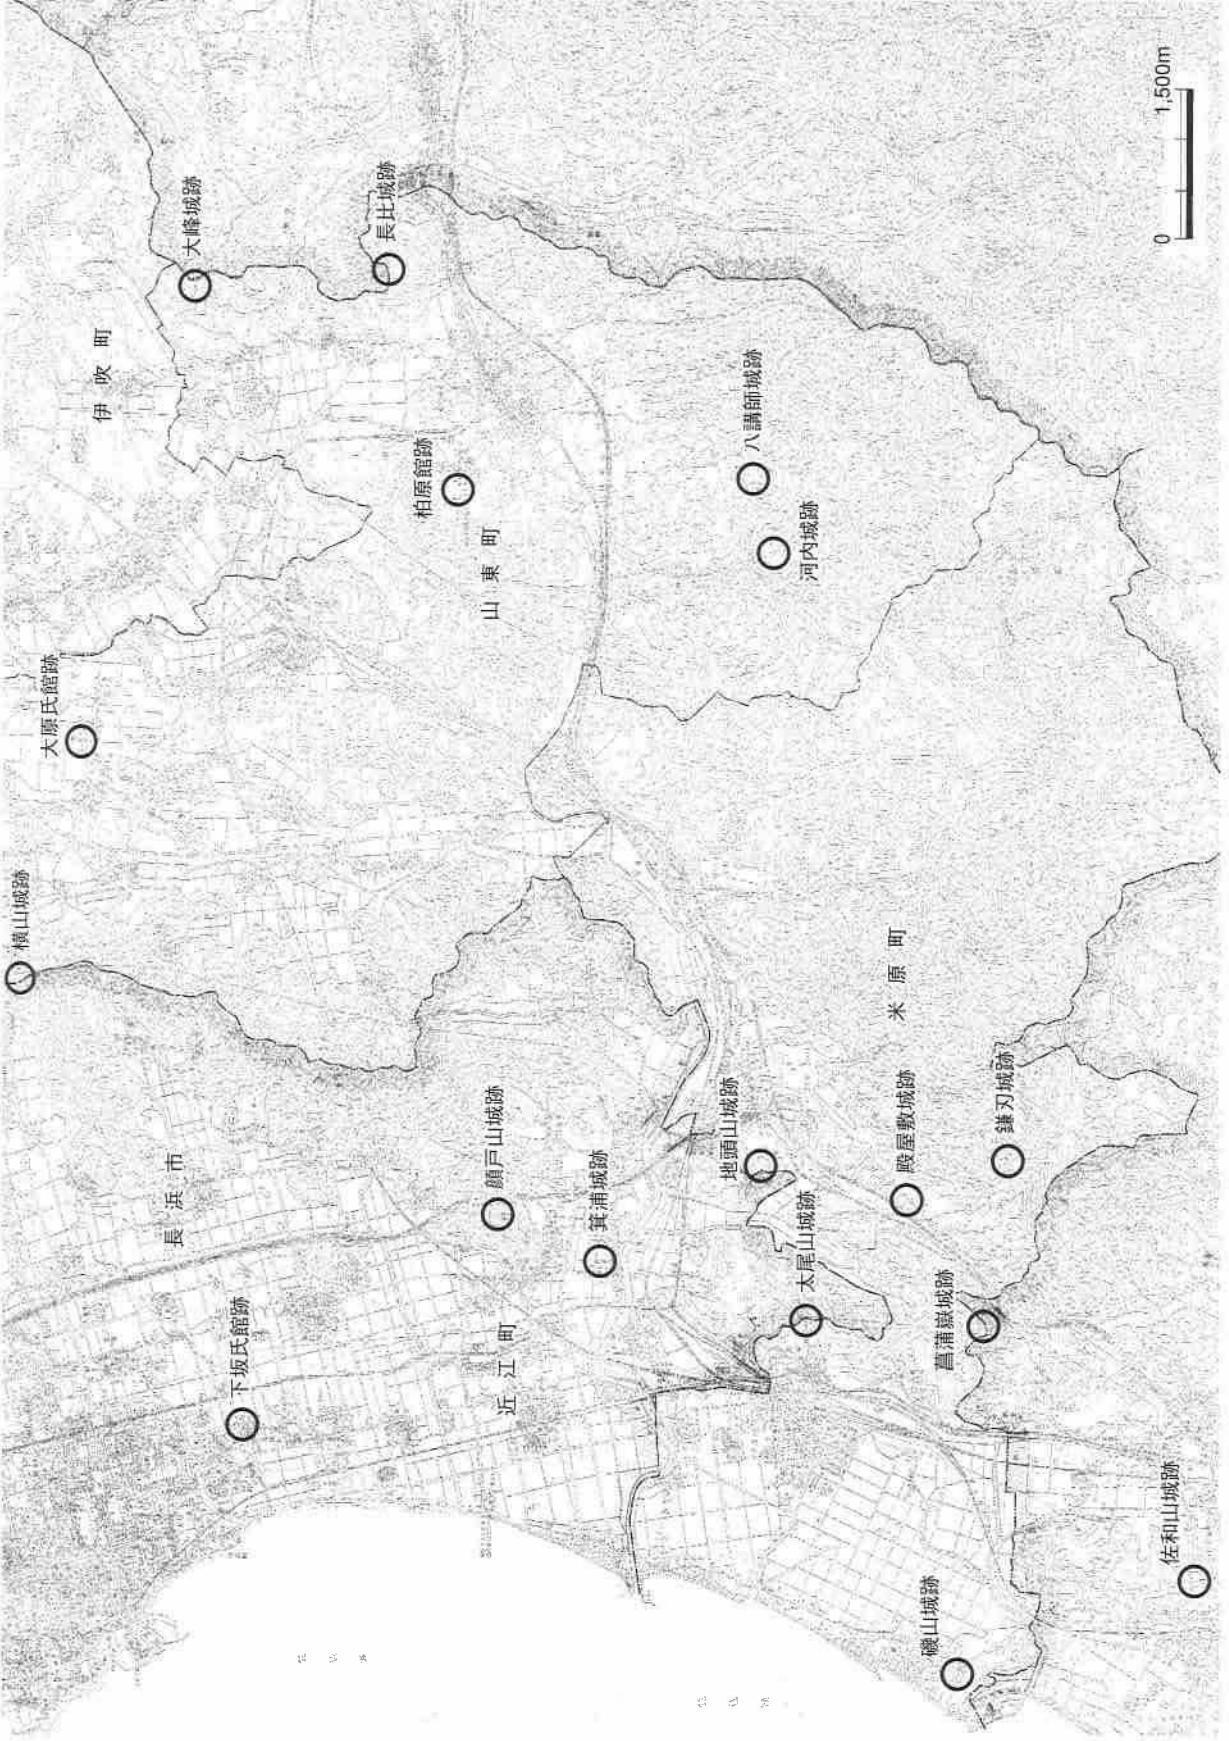 横山城跡
大原氏館跡
大峰城跡
長比城跡
伊吹町
柏原館跡
山東町
八講師城跡
河内城跡
長浜市
下坂氏館跡
顔戸山城跡
箕浦城跡
近江町
地頭山城跡
太尾山城跡
米原町
殿屋敷城跡
鎌刃城跡
菖蒲嶽城跡
磯山城跡
佐和山城跡
0 1,500m